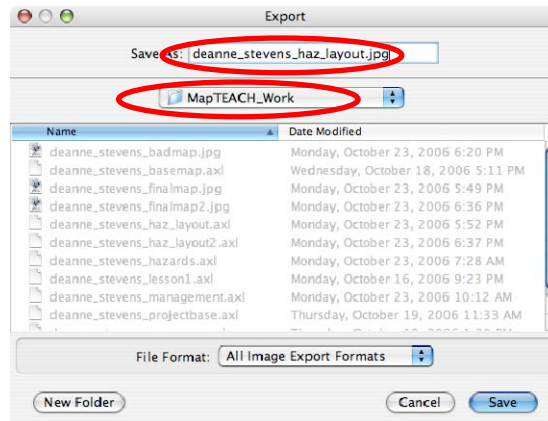 Export
Save As: deanne_stevens_haz_layout.jpg
MapTEACH_Work
Name Date Modified
deanne_stevens_badmap.jpg Monday, October 23, 2006 6:20 PM
deanne_stevens_basemap.axl Wednesday, October 18, 2006 5:11 PM
deanne_stevens_finalmap.jpg Monday, October 23, 2006 5:49 PM
deanne_stevens_finalmap2.jpg Monday, October 23, 2006 6:36 PM
deanne_stevens_haz_layout.axl Monday, October 23, 2006 5:52 PM
deanne_stevens_haz_layout2.axl Monday, October 23, 2006 6:37 PM
deanne_stevens_hazards.axl Monday, October 23, 2006 7:28 AM
deanne_stevens_lesson1.axl Monday, October 16, 2006 9:23 PM
deanne_stevens_management.axl Monday, October 23, 2006 10:12 AM
deanne_stevens_projectbase.axl Thursday, October 19, 2006 11:33 AM
File Format: All Image Export Formats
New Folder Cancel Save